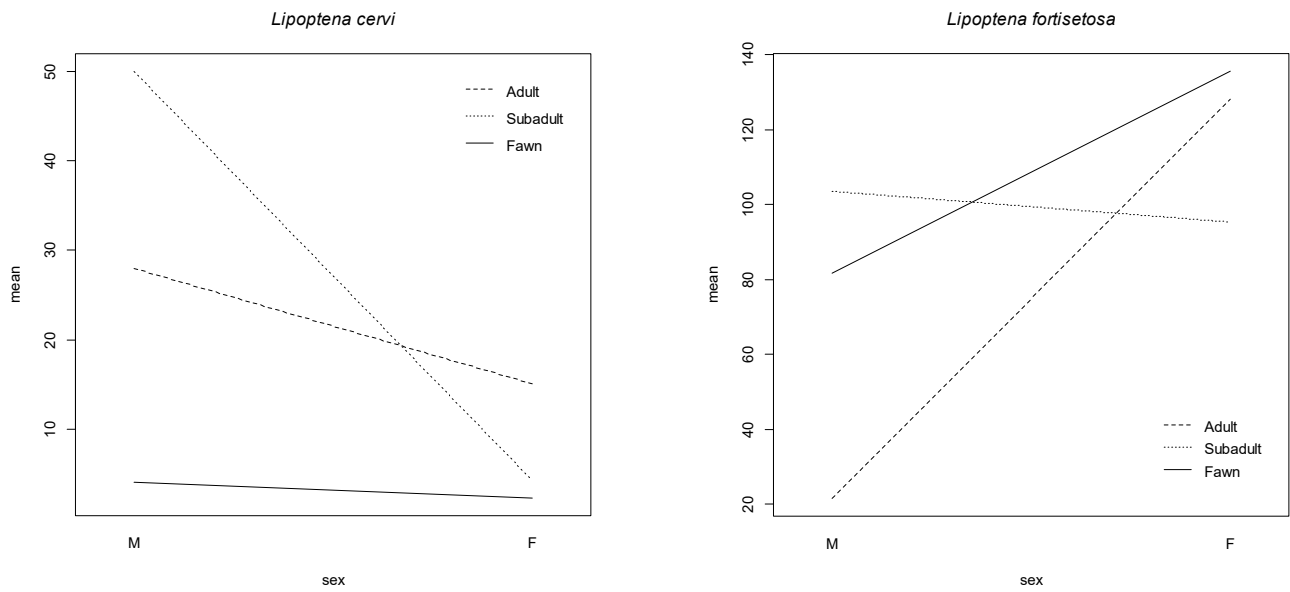 Lipoptena cervi
50
40
30
20
10
mean
Adult
Subadult
Fawn
M
F
sex
Lipoptena fortisetosa
140
120
100
80
60
40
20
mean
Adult
Subadult
Fawn
M
F
sex